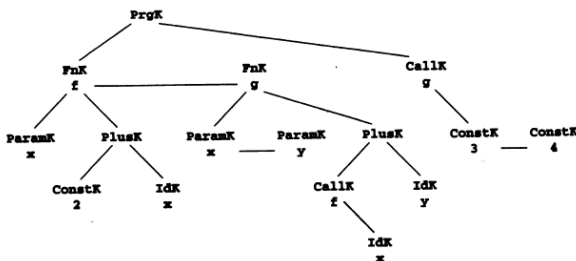 PrgK
FnK FnK CallK
f g g
ParamK PlusK ParamK ParamK PlusK ConstK ConstK
x x y 3 4
ConstK IdK CallK IdK
2 x f y
IdK
x